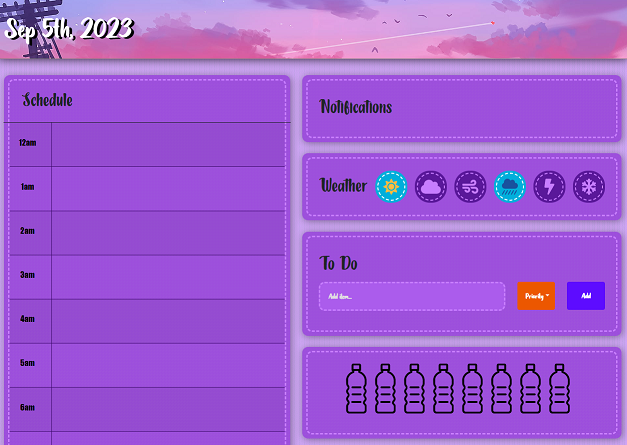 Sep 5th, 2023
Schedule
12am
1am
2am
3am
4am
5am
6am
Notifications
Weather
To Do
Add item...
Priority
Add